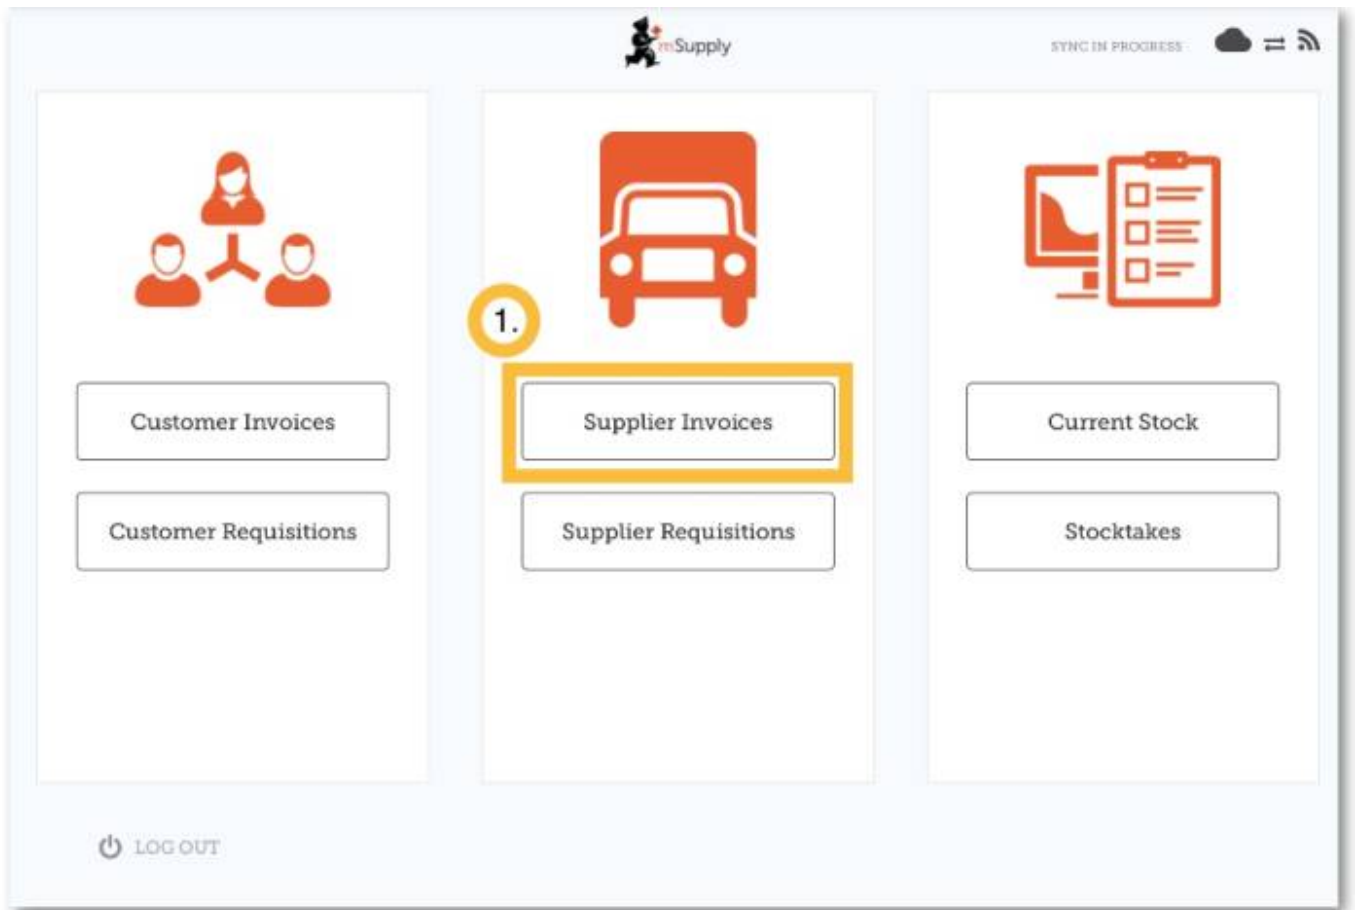 mSupply
SYNC IN PROGRESS
1.
Customer Invoices
Supplier Invoices
Current Stock
Customer Requisitions
Supplier Requisitions
Stocktakes
LOG OUT